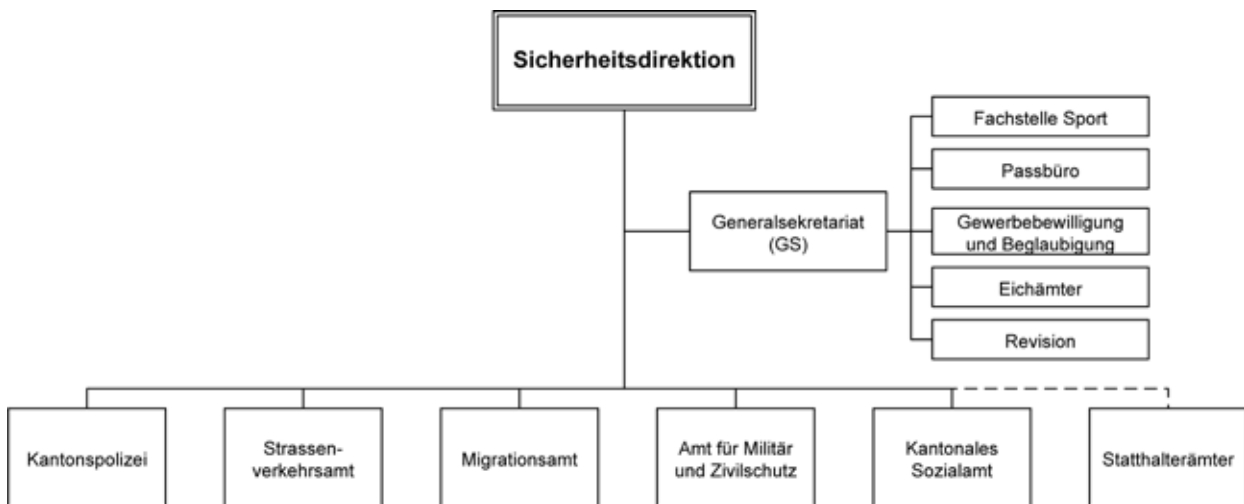 Sicherheitsdirektion
Fachstelle Sport
Passbüro
Generalsekretariat
(GS)
Gewerbebewilligung
und Beglaubigung
Eichämter
Revision
Kantonspolizei
Strassen-
verkehrsamt
Migrationsamt
Amt für Militär
und Zivilschutz
Kantonales
Sozialamt
Statthalterämter